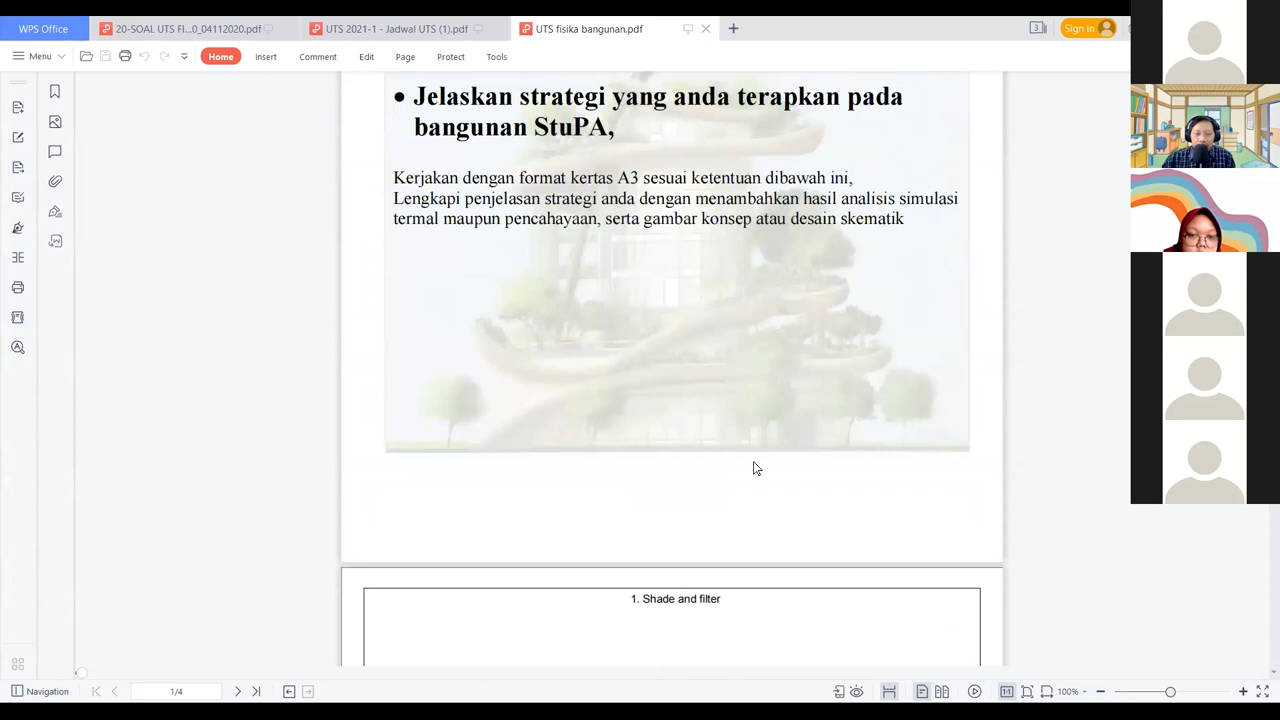 WPS Office
20-SOAL UTS FI...0_04112020.pdf
UTS 2021-1 - Jadwal UTS (1).pdf
UTS fisika bangunan.pdf
3
Sign in
Menu
Home
Insert
Comment
Edit
Page
Protect
Tools
• Jelaskan strategi yang anda terapkan pada
bangunan StuPA,
Kerjakan dengan format kertas A3 sesuai ketentuan dibawah ini,
Lengkapi penjelasan strategi anda dengan menambahkan hasil analisis simulasi
termal maupun pencahayaan, serta gambar konsep atau desain skematik
1. Shade and filter
Navigation
1/4
1:1
100%